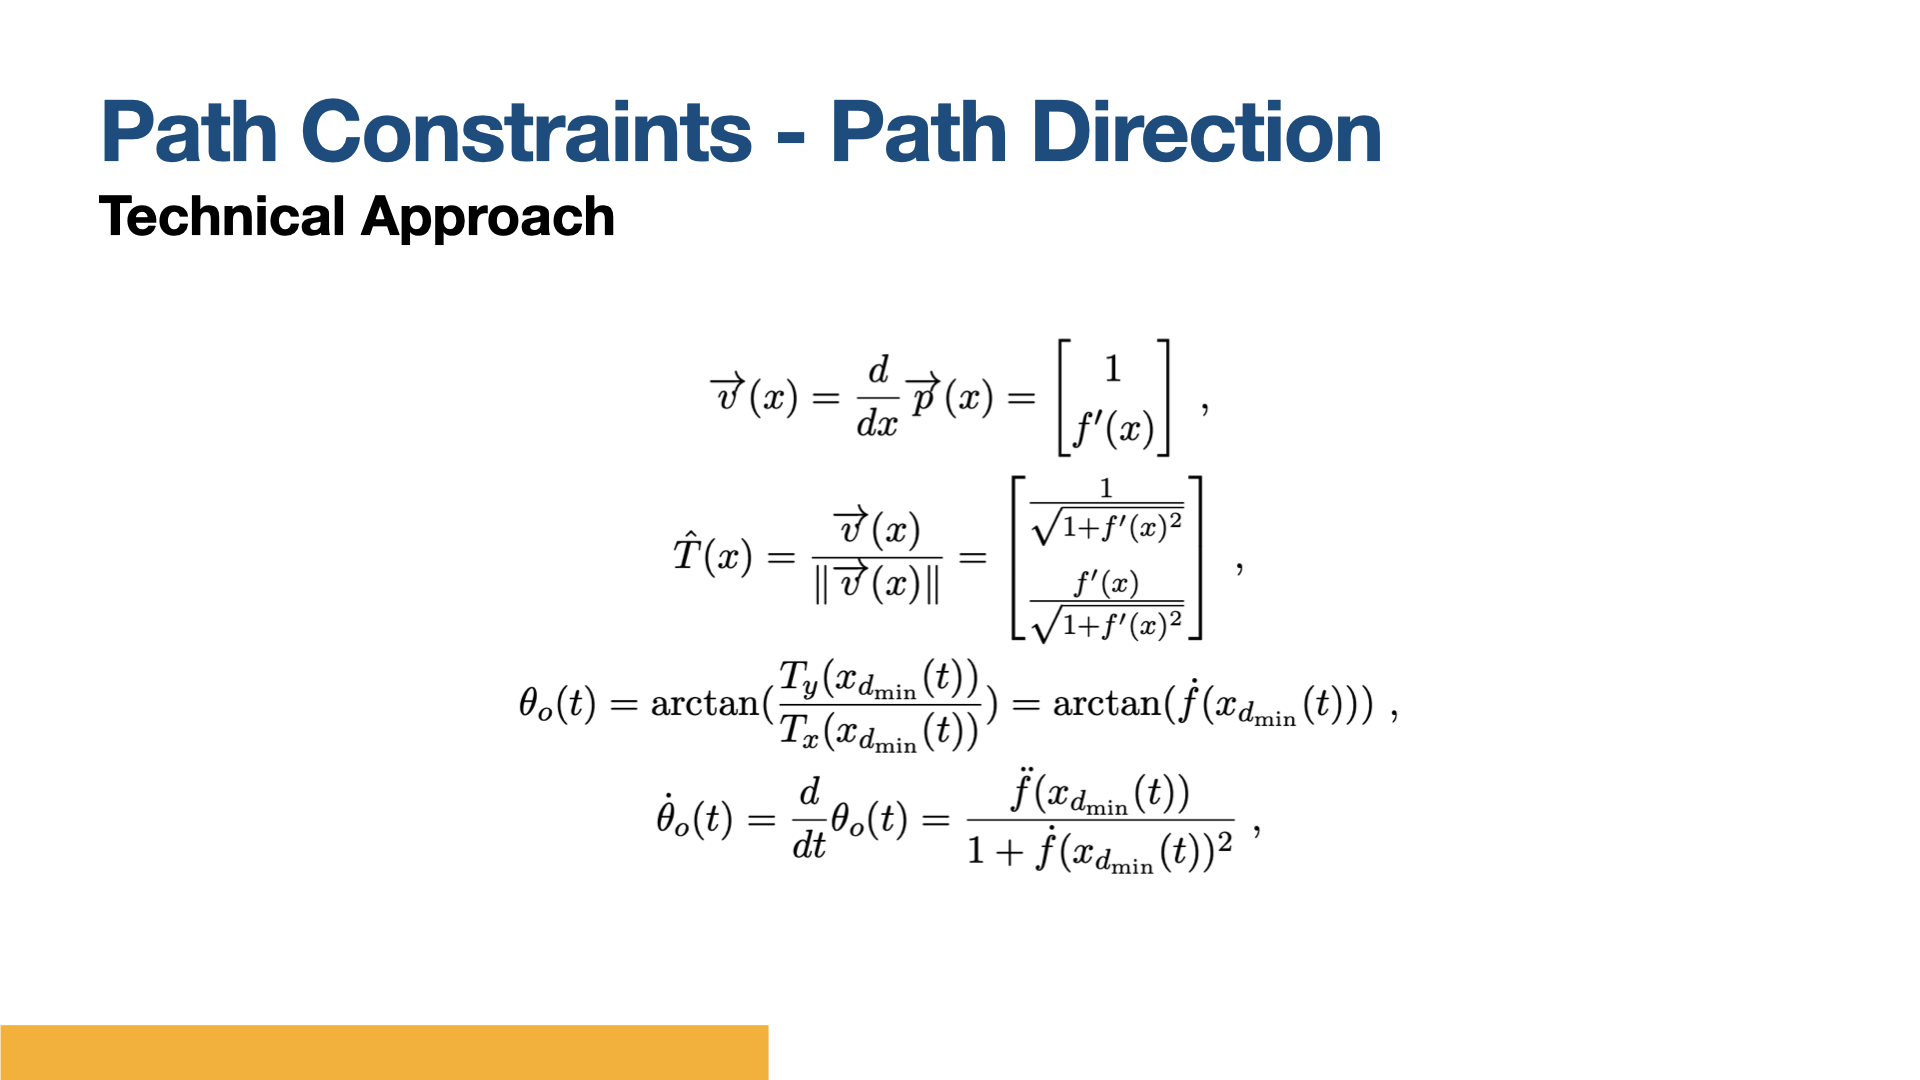 Path Constraints - Path Direction
Technical Approach
$\overrightarrow{v}(x) = \frac{d}{dx}\overrightarrow{p}(x) = \begin{bmatrix} 1 \\ f'(x) \end{bmatrix}$ ,
$\hat{T}(x) = \frac{\overrightarrow{v}(x)}{\|\overrightarrow{v}(x)\|} = \begin{bmatrix} \frac{1}{\sqrt{1+f'(x)^2}} \\ \frac{f'(x)}{\sqrt{1+f'(x)^2}} \end{bmatrix}$ ,
$\theta_o(t) = \arctan(\frac{T_y(x_{d_{\min}}(t))}{T_x(x_{d_{\min}}(t))}) = \arctan(\dot{f}(x_{d_{\min}}(t)))$ ,
$\dot{\theta}_o(t) = \frac{d}{dt}\theta_o(t) = \frac{\ddot{f}(x_{d_{\min}}(t))}{1 + \dot{f}(x_{d_{\min}}(t))^2}$ ,